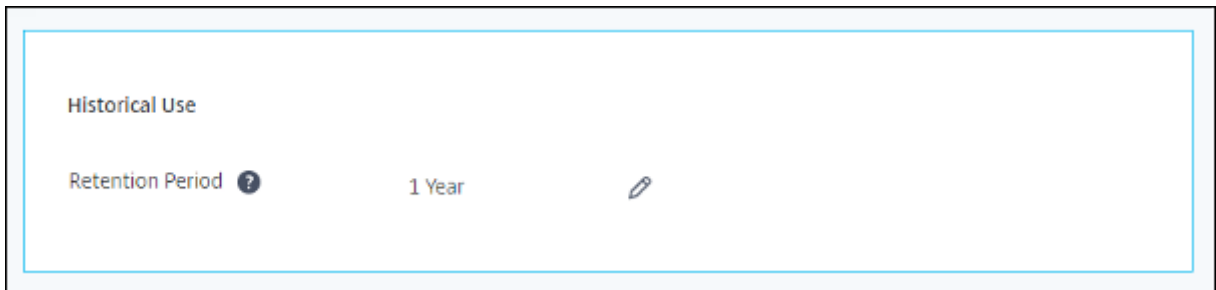 Historical Use
Retention Period ? 1 Year